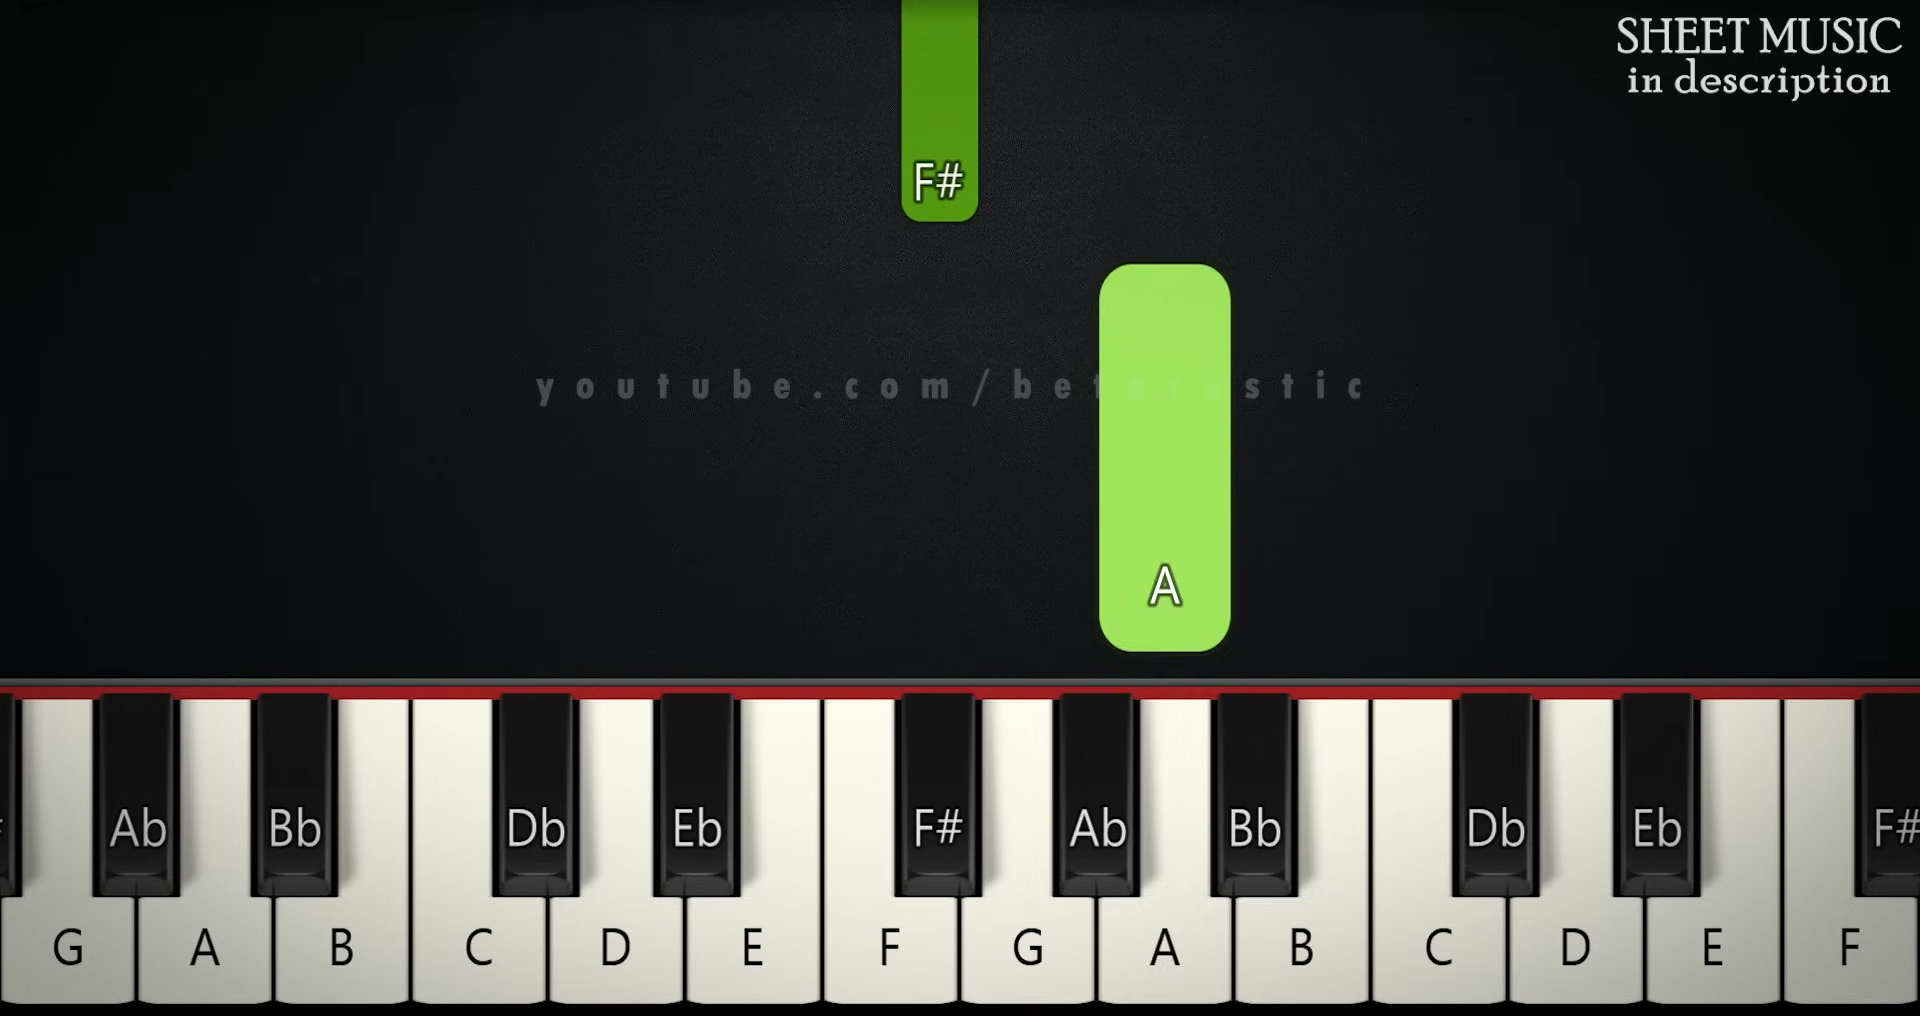 SHEET MUSIC
in description
F#
A
Ab Bb Db Eb F# Ab Bb Db Eb F#
G A B C D E F G A B C D E F